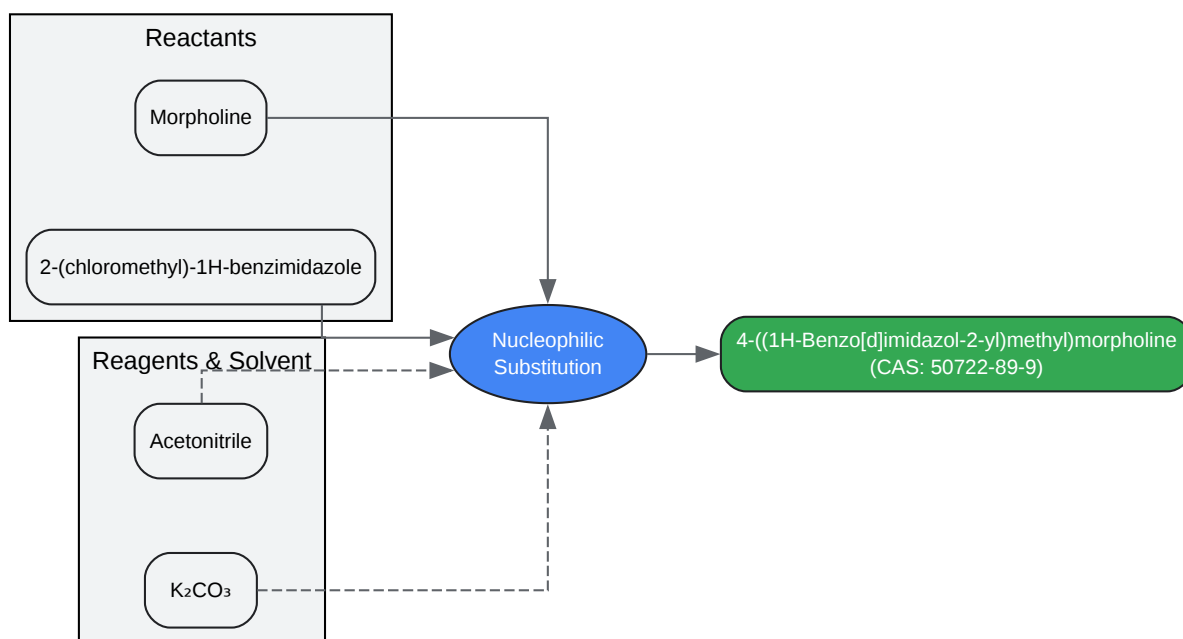 Reactants
Morpholine
2-(chloromethyl)-1H-benzimidazole
Reagents & Solvent
Acetonitrile
K₂CO₃
Nucleophilic
Substitution
4-((1H-Benzo[d]imidazol-2-yl)methyl)morpholine
(CAS: 50722-89-9)